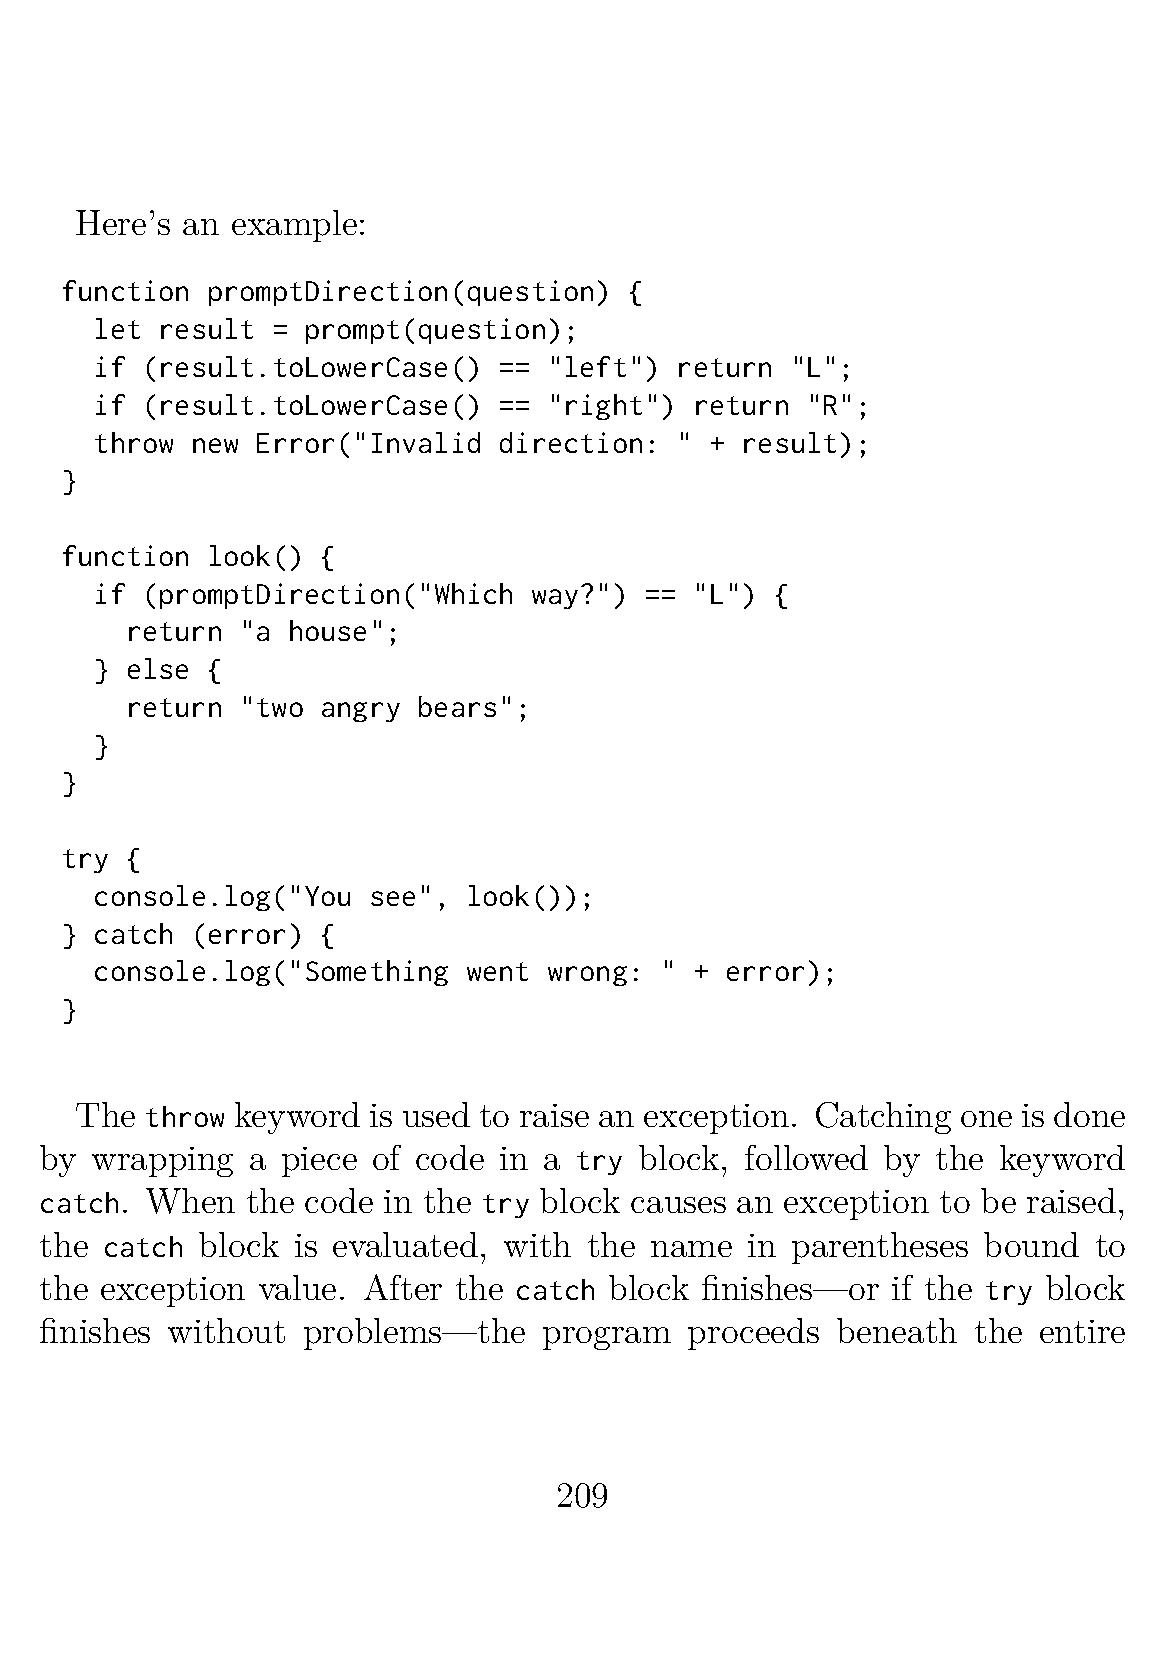 Here’s an example:
function promptDirection(question) {
  let result = prompt(question);
  if (result.toLowerCase() == "left") return "L";
  if (result.toLowerCase() == "right") return "R";
  throw new Error("Invalid direction: " + result);
}

function look() {
  if (promptDirection("Which way?") == "L") {
    return "a house";
  } else {
    return "two angry bears";
  }
}

try {
  console.log("You see", look());
} catch (error) {
  console.log("Something went wrong: " + error);
}

The throw keyword is used to raise an exception. Catching one is done
by wrapping a piece of code in a try block, followed by the keyword
catch. When the code in the try block causes an exception to be raised,
the catch block is evaluated, with the name in parentheses bound to
the exception value. After the catch block finishes—or if the try block
finishes without problems—the program proceeds beneath the entire
209